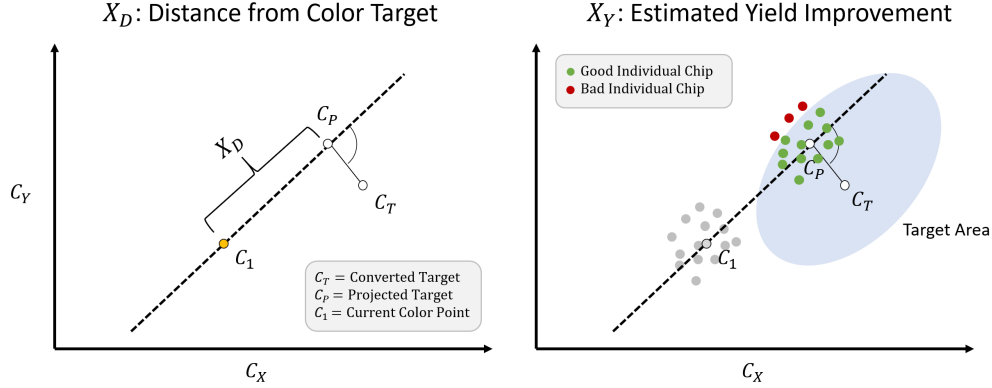 X_D: Distance from Color Target
C_P
X_D
C_Y
C_T
C_1
C_T = Converted Target
C_P = Projected Target
C_1 = Current Color Point
C_X
X_Y: Estimated Yield Improvement
Good Individual Chip
Bad Individual Chip
C_P
C_T
Target Area
C_1
C_X